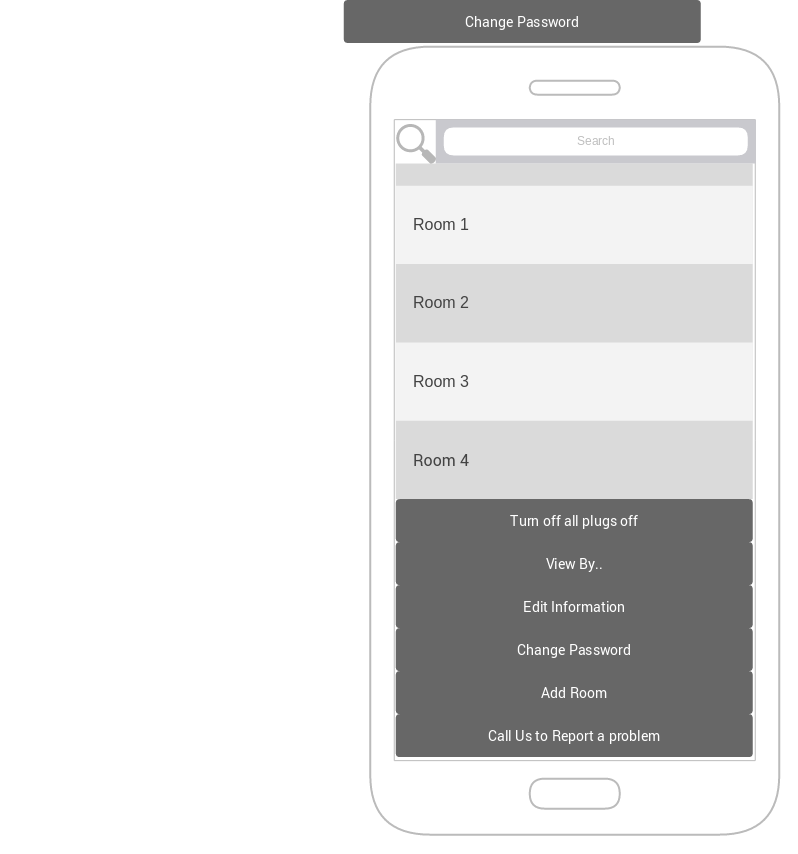 Change Password
Search
Room 1
Room 2
Room 3
Room 4
Turn off all plugs off
View By..
Edit Information
Change Password
Add Room
Call Us to Report a problem